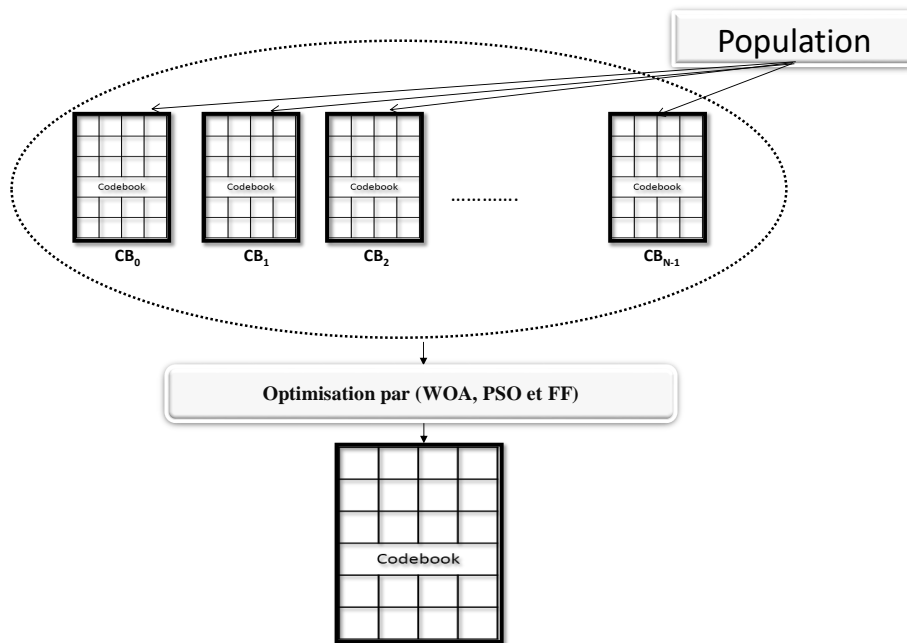 Population
Codebook Codebook Codebook ............ Codebook
CB0 CB1 CB2 CBN-1
Optimisation par (WOA, PSO et FF)
Codebook